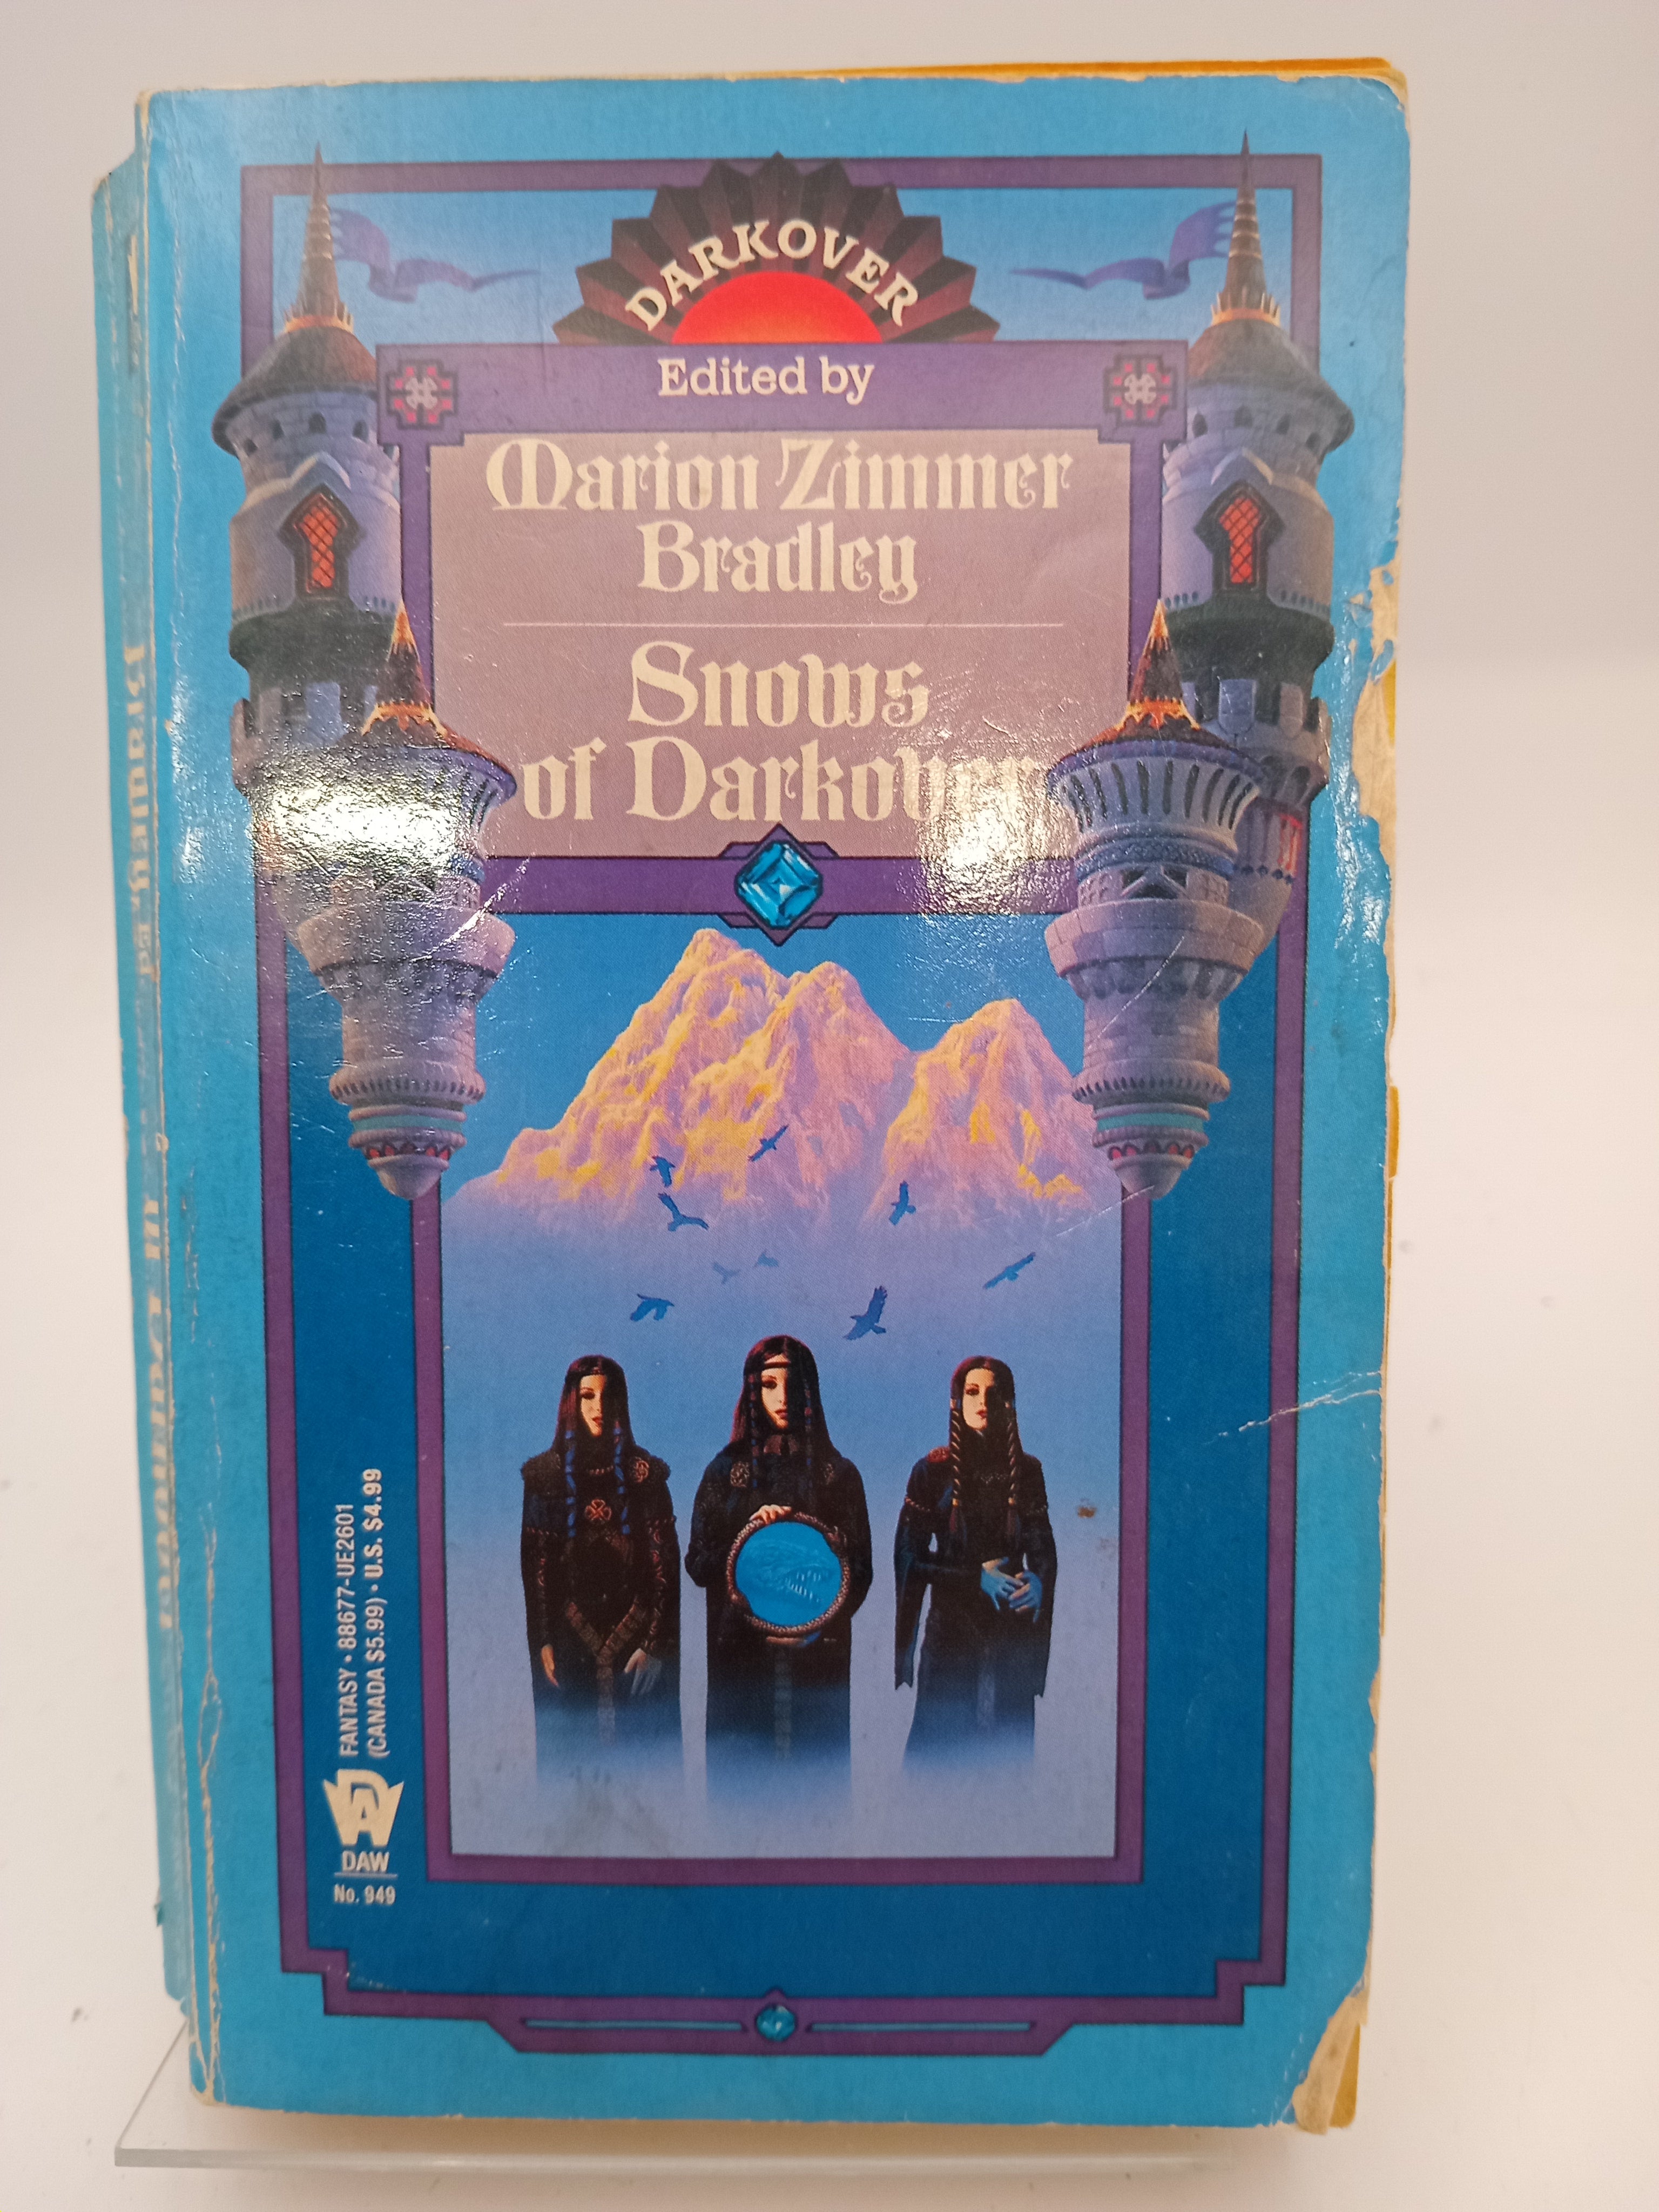 DARKOVER
Edited by
Marion Zimmer
Bradley
Snows
of Darkover
FANTASY • 88677-UE2601
(CANADA $5.99) • U.S. $4.99
DAW
DAW
No. 949